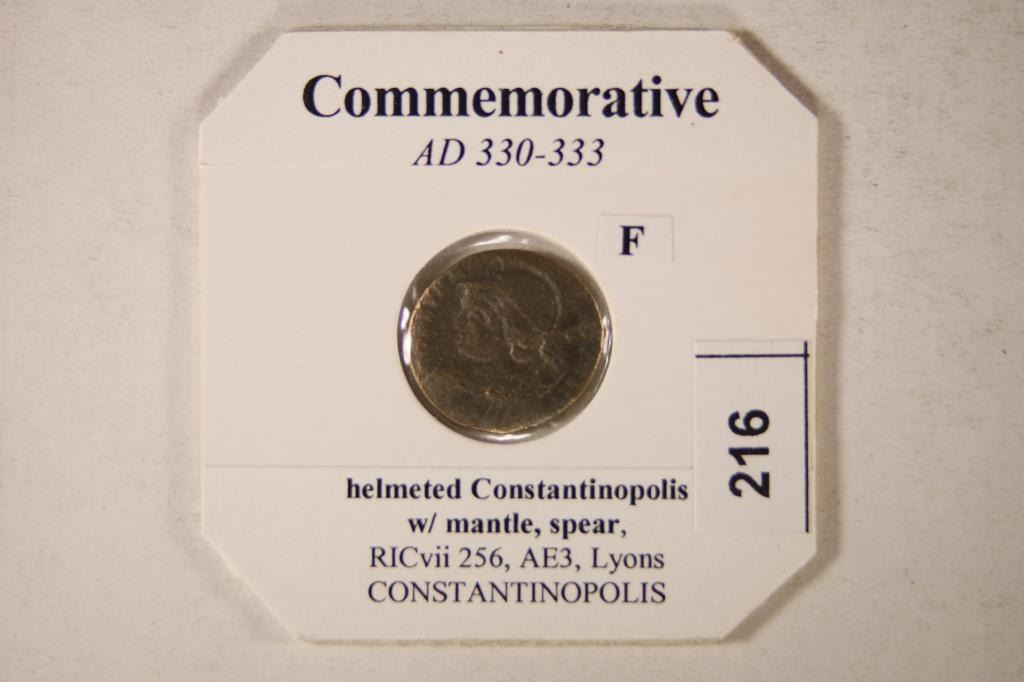 Commemorative
AD 330-333
F
216
helmeted Constantinopolis
w/ mantle, spear,
RICvii 256, AE3, Lyons
CONSTANTINOPOLIS